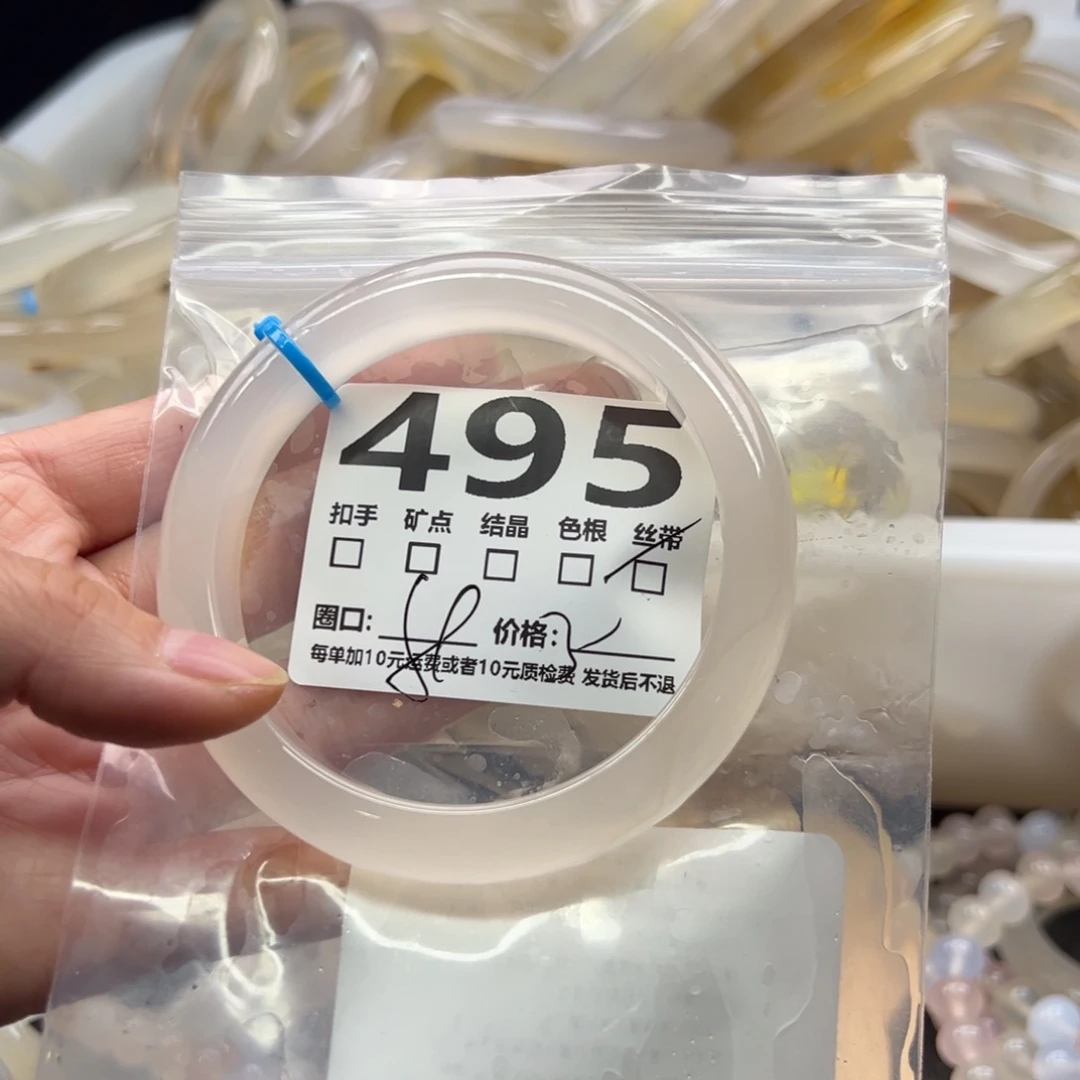 495
扣手 矿点 结晶 色根 丝带
圈口: 价格:
每单加10元运费或者10元质检费 发货后不退